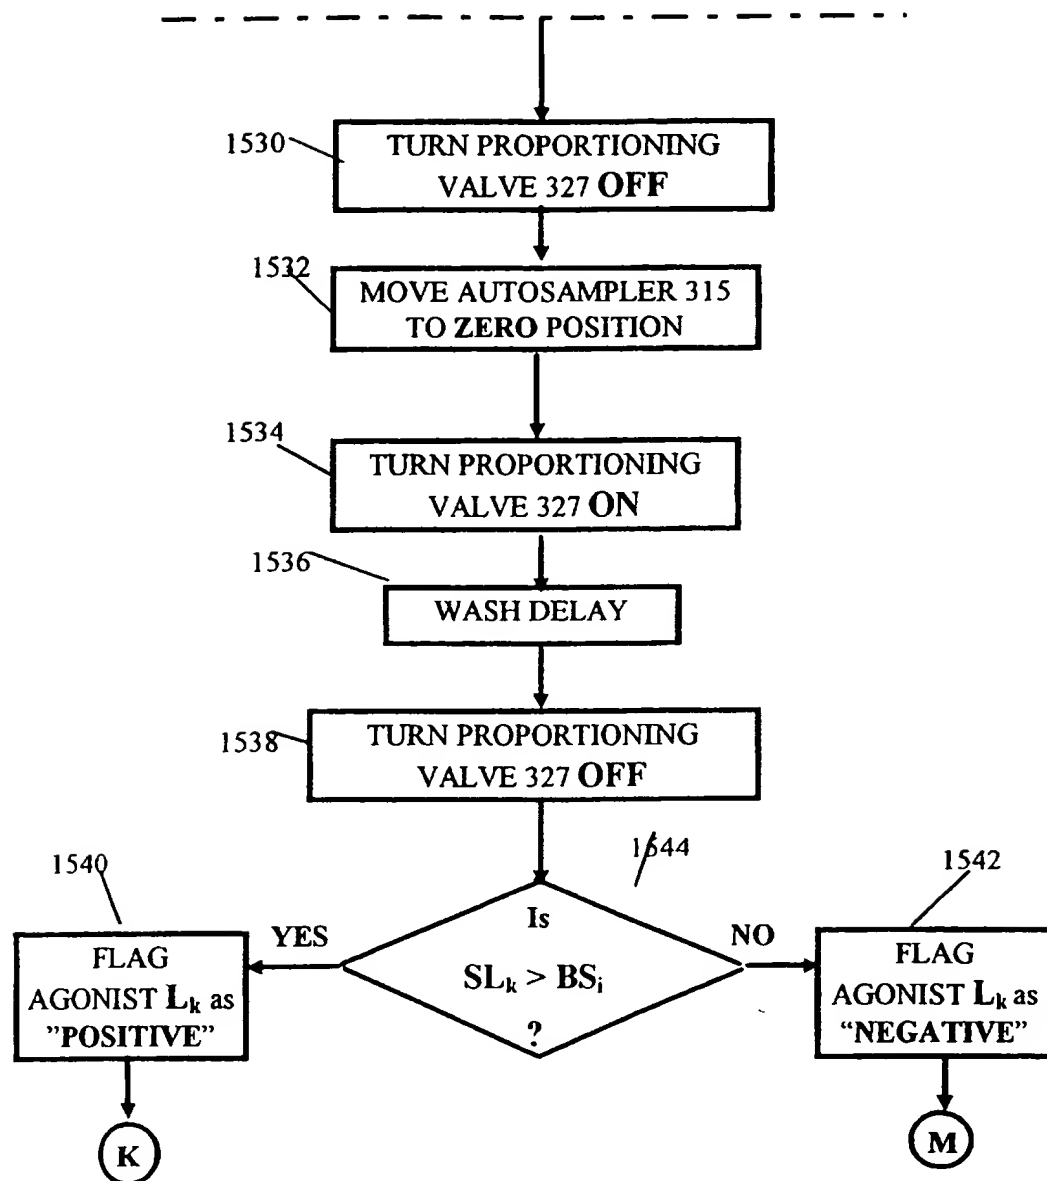 1530
TURN PROPORTIONING
VALVE 327 OFF
1532
MOVE AUTOSAMPLER 315
TO ZERO POSITION
1534
TURN PROPORTIONING
VALVE 327 ON
1536
WASH DELAY
1538
TURN PROPORTIONING
VALVE 327 OFF
1544
1540
1542
Is
SLk > BSi
?
YES
NO
FLAG
AGONIST Lk as
”POSITIVE”
FLAG
AGONIST Lk as
“NEGATIVE”
K
M